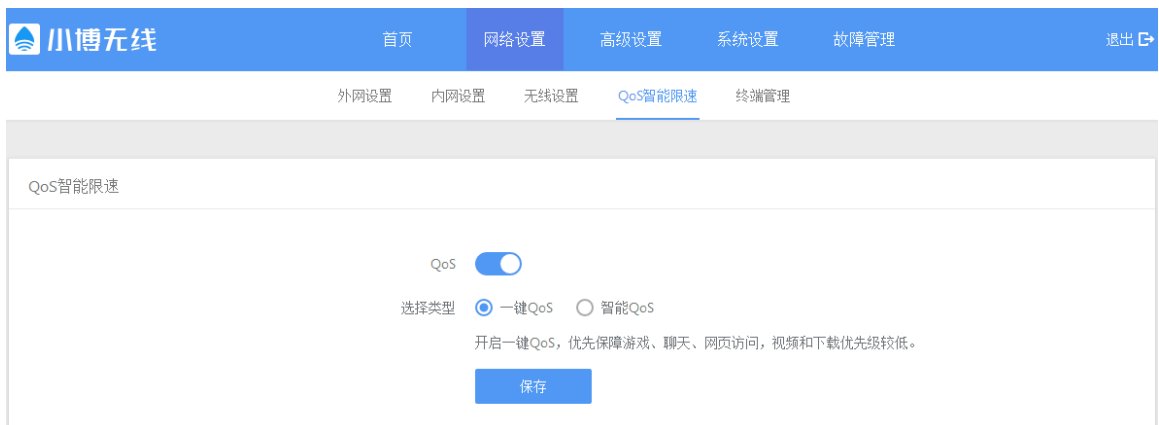 小博无线 首页 网络设置 高级设置 系统设置 故障管理 退出
外网设置 内网设置 无线设置 QoS智能限速 终端管理
QoS智能限速
QoS
选择类型 一键QoS 智能QoS
开启一键QoS，优先保障游戏、聊天、网页访问，视频和下载优先级较低。
保存